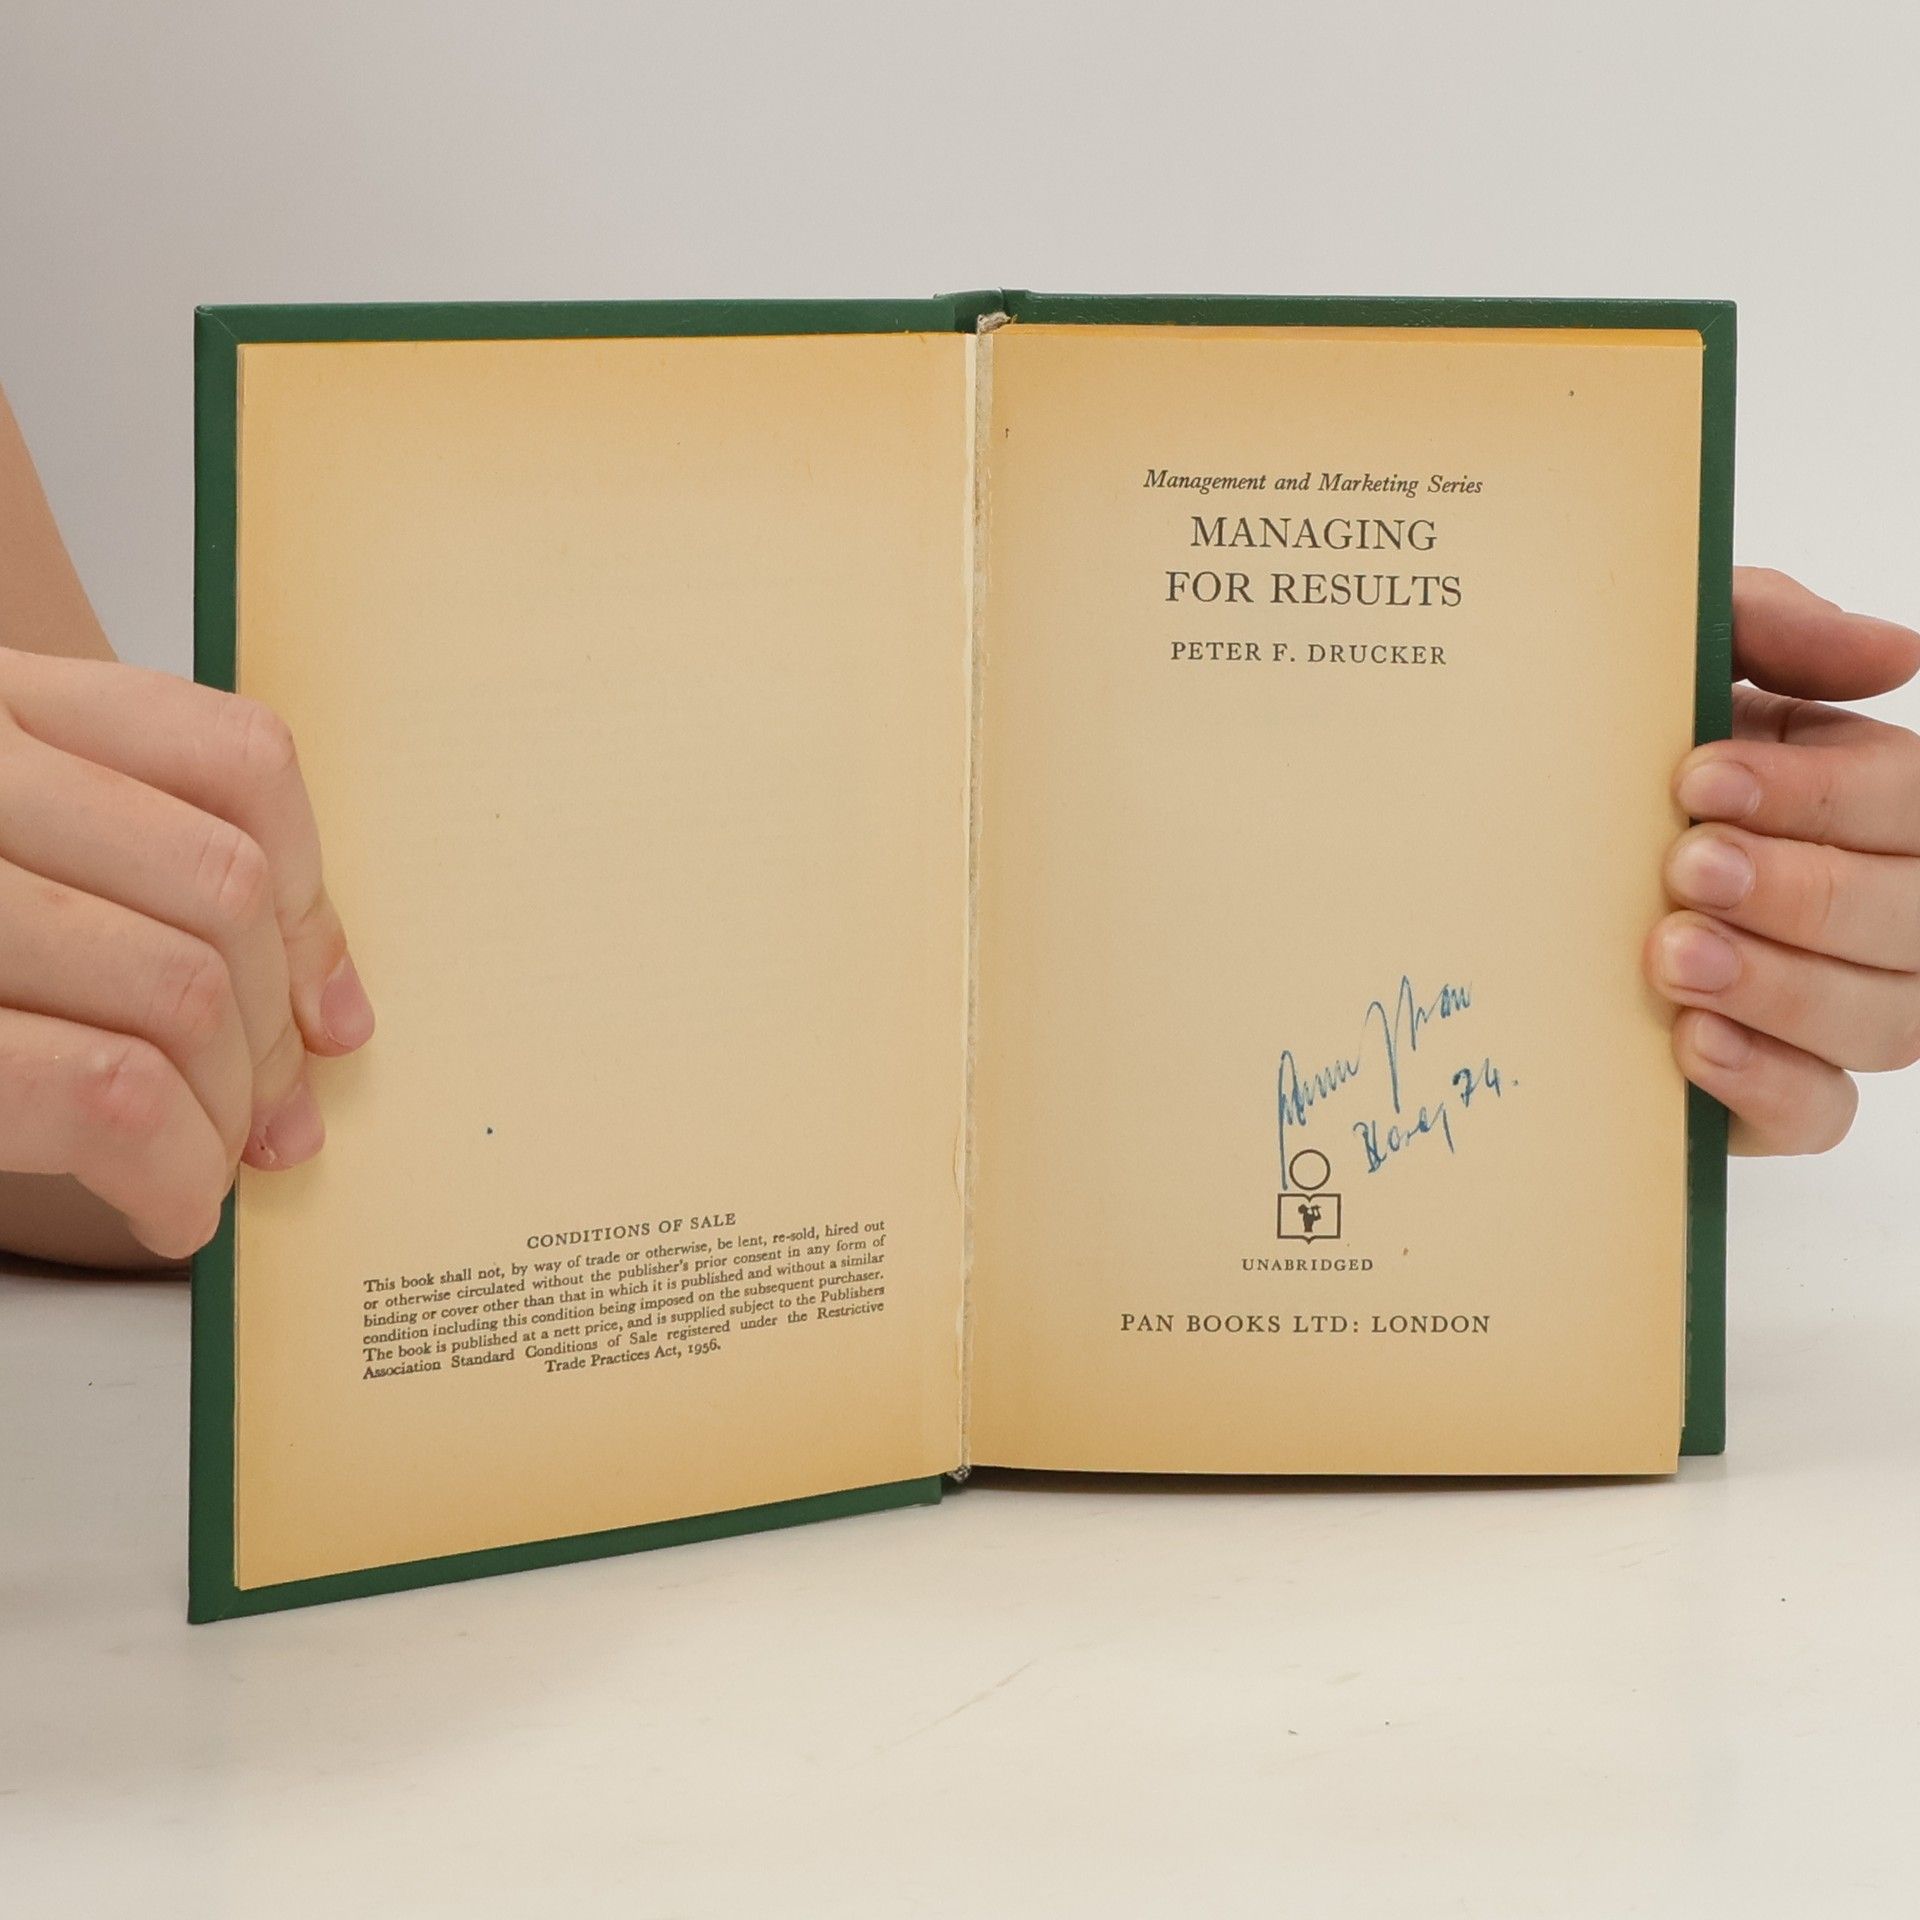 CONDITIONS OF SALE
This book shall not, by way of trade or otherwise, be lent, re-sold, hired out
or otherwise circulated without the publisher's prior consent in any form of
binding or cover other than that in which it is published and without a similar
condition including this condition being imposed on the subsequent purchaser.
The book is published at a nett price, and is supplied subject to the Publishers
Association Standard Conditions of Sale registered under the Restrictive
Trade Practices Act, 1956.
Management and Marketing Series
MANAGING
FOR RESULTS
PETER F. DRUCKER
74.
UNABRIDGED
PAN BOOKS LTD: LONDON